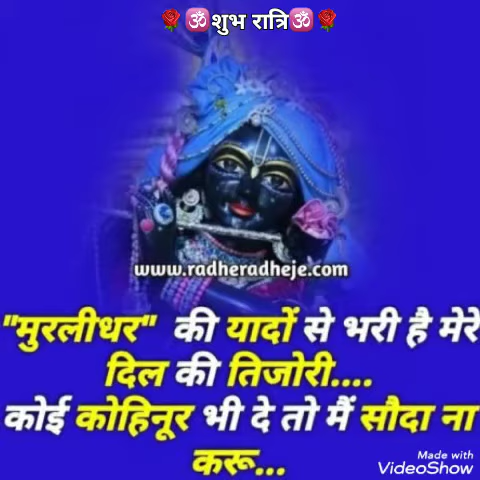 🌹🕉शुभ रात्रि🕉🌹
www.radheradheje.com
"मुरलीधर" की यादों से भरी है मेरे
दिल की तिजोरी....
कोई कोहिनूर भी दे तो मैं सौदा ना
करू...
Made with
VideoShow